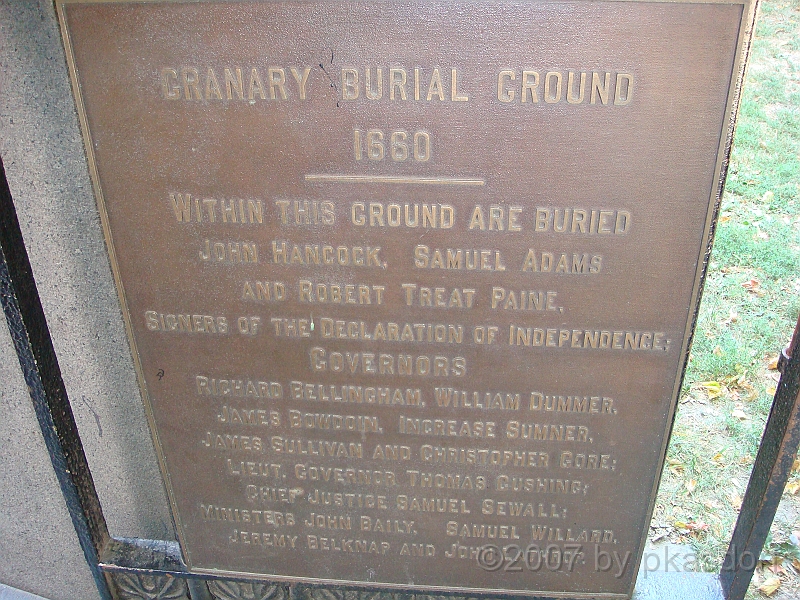 GRANARY BURIAL GROUND
1660
WITHIN THIS GROUND ARE BURIED
JOHN HANCOCK, SAMUEL ADAMS
AND ROBERT TREAT PAINE,
SIGNERS OF THE DECLARATION OF INDEPENDENCE;
GOVERNORS
RICHARD BELLINGHAM, WILLIAM DUMMER,
JAMES BOWDOIN, INCREASE SUMNER,
JAMES SULLIVAN AND CHRISTOPHER GORE;
LIEUT. GOVERNOR THOMAS CUSHING;
CHIEF JUSTICE SAMUEL SEWALL;
MINISTERS JOHN BAILY, SAMUEL WILLARD,
JEREMY BELKNAP AND JOHN
©2007 by pkasdorf